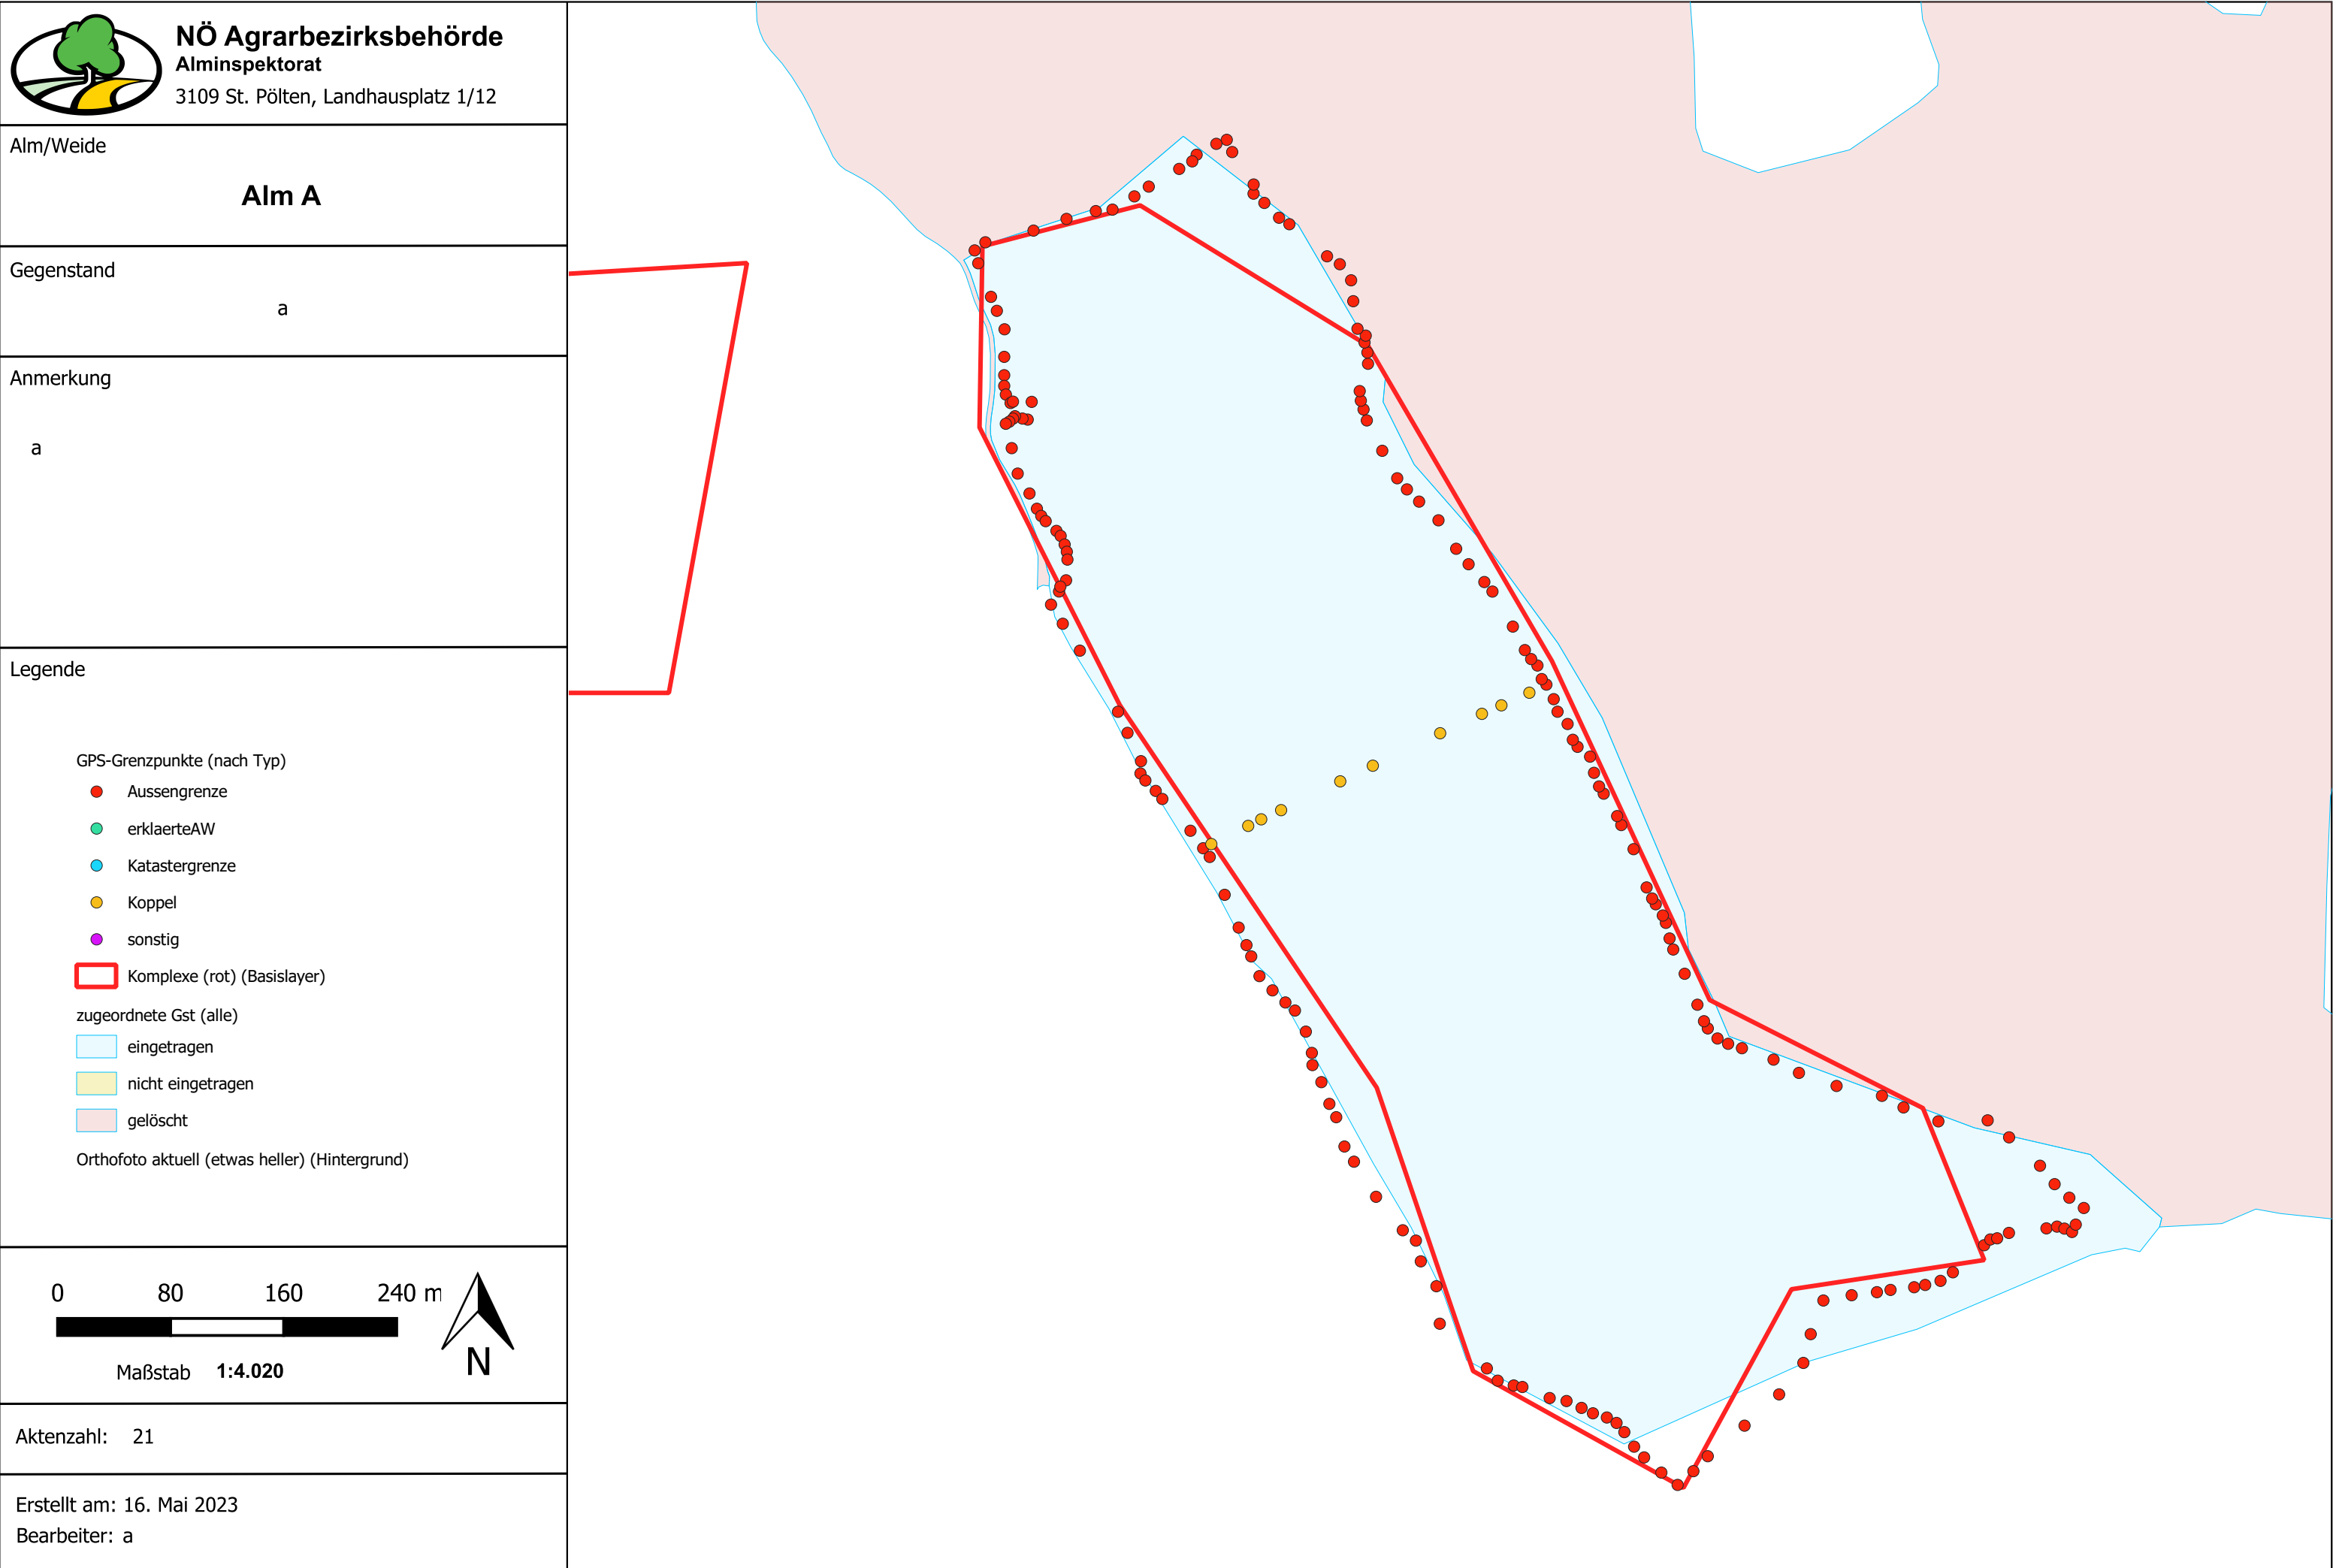 NÖ Agrarbezirksbehörde
Alminspektorat
3109 St. Pölten, Landhausplatz 1/12
Alm/Weide
Alm A
Gegenstand
a
Anmerkung
a
Legende
GPS-Grenzpunkte (nach Typ)
Aussengrenze
erklaerteAW
Katastergrenze
Koppel
sonstig
Komplexe (rot) (Basislayer)
zugeordnete Gst (alle)
eingetragen
nicht eingetragen
gelöscht
Orthofoto aktuell (etwas heller) (Hintergrund)
0 80 160 240 m
N
Maßstab 1:4.020
Aktenzahl: 21
Erstellt am: 16. Mai 2023
Bearbeiter: a